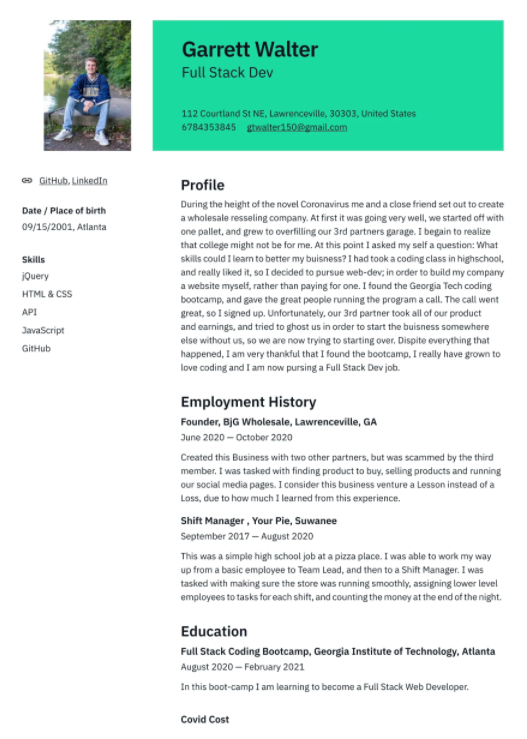 Garrett Walter
Full Stack Dev
112 Courtland St NE, Lawrenceville, 30303, United States
6784353845 gtwalter150@gmail.com
GitHub, LinkedIn
Date / Place of birth
09/15/2001, Atlanta
Skills
jQuery
HTML & CSS
API
JavaScript
GitHub
Profile
During the height of the novel Coronavirus me and a close friend set out to create
a wholesale resseling company. At first it was going very well, we started off with
one pallet, and grew to overfilling our 3rd partners garage. I began to realize
that college might not be for me. At this point I asked my self a question: What
skills could I learn to better my buisness? I had took a coding class in highschool,
and really liked it, so I decided to pursue web-dev; in order to build my company
a website myself, rather than paying for one. I found the Georgia Tech coding
bootcamp, and gave the great people running the program a call. The call went
great, so I signed up. Unfortunately, our 3rd partner took all of our product
and earnings, and tried to ghost us in order to start the buisness somewhere
else without us, so we are now trying to starting over. Dispite everything that
happened, I am very thankful that I found the bootcamp, I really have grown to
love coding and I am now pursing a Full Stack Dev job.
Employment History
Founder, BjG Wholesale, Lawrenceville, GA
June 2020 — October 2020
Created this Business with two other partners, but was scammed by the third
member. I was tasked with finding product to buy, selling products and running
our social media pages. I consider this business venture a Lesson instead of a
Loss, due to how much I learned from this experience.
Shift Manager , Your Pie, Suwanee
September 2017 — August 2020
This was a simple high school job at a pizza place. I was able to work my way
up from a basic employee to Team Lead, and then to a Shift Manager. I was
tasked with making sure the store was running smoothly, assigning lower level
employees to tasks for each shift, and counting the money at the end of the night.
Education
Full Stack Coding Bootcamp, Georgia Institute of Technology, Atlanta
August 2020 — February 2021
In this boot-camp I am learning to become a Full Stack Web Developer.
Covid Cost